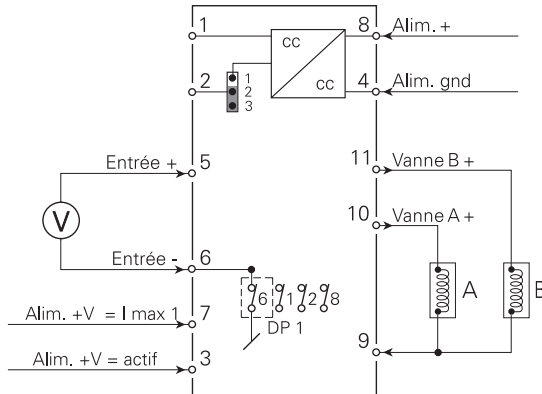 1
cc
8
Alim. +
2
1
2
3
cc
4
Alim. gnd
Entrée +
5
11
Vanne B +
V
10
Vanne A +
Entrée -
6
6
1
2
8
A
B
Alim. +V = I max 1
7
DP 1
Alim. +V = actif
3
9